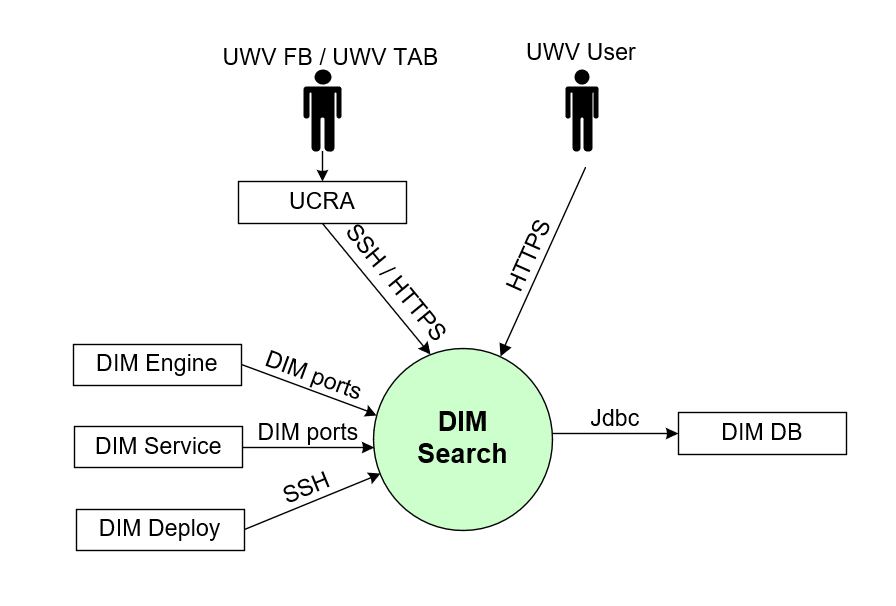 UWV FB / UWV TAB
UWV User
UCRA
SSH / HTTPS
HTTPS
DIM Engine
DIM ports
DIM Service
DIM ports
DIM Deploy
SSH
DIM
Search
Jdbc
DIM DB